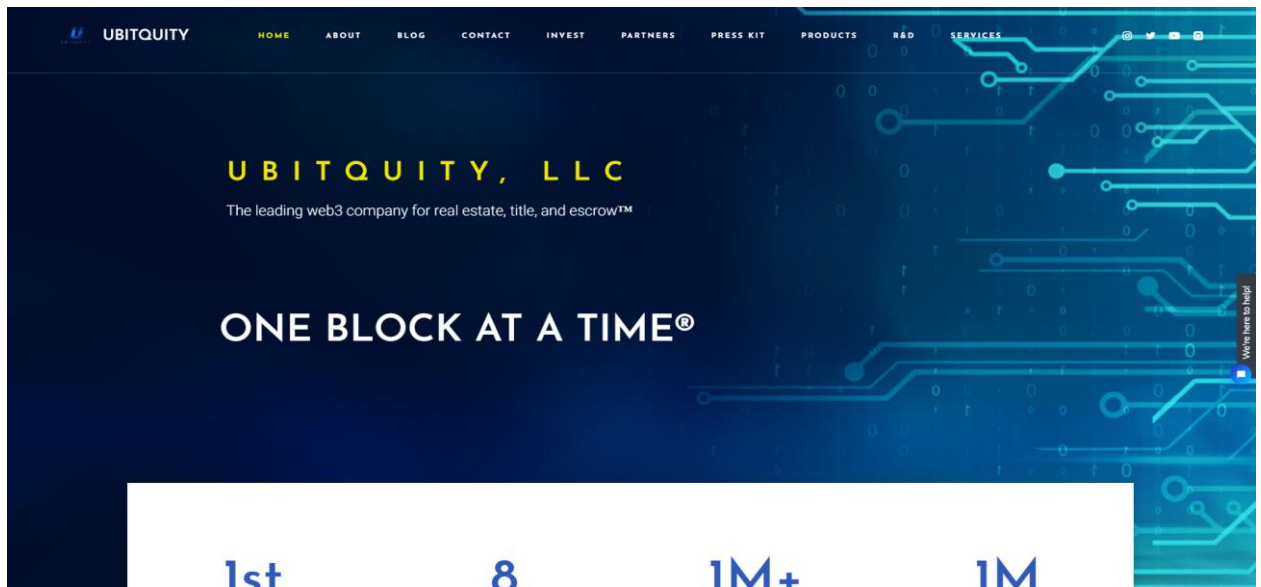 UBITQUITY
HOME ABOUT BLOG CONTACT INVEST PARTNERS PRESS KIT PRODUCTS R&D SERVICES
UBITQUITY, LLC
The leading web3 company for real estate, title, and escrow™
ONE BLOCK AT A TIME®
We're here to help!
1st 8 1M+ 1M